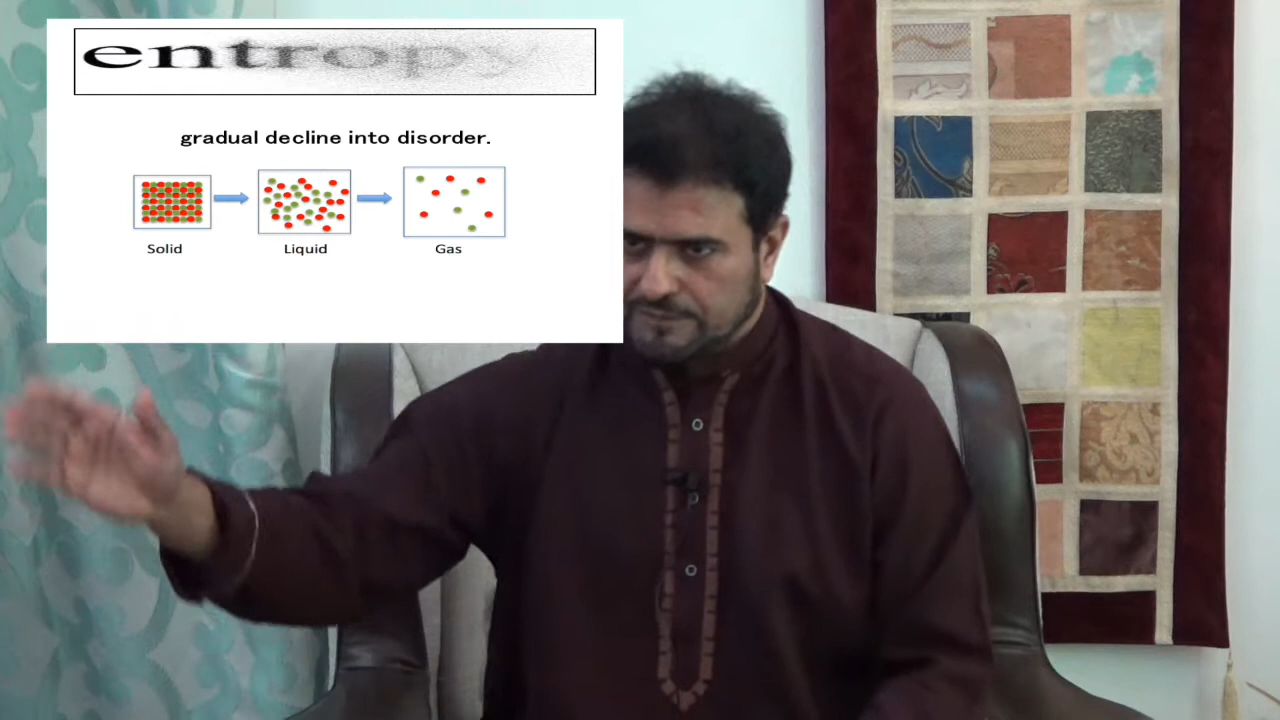 entropy
gradual decline into disorder.
Solid
Liquid
Gas